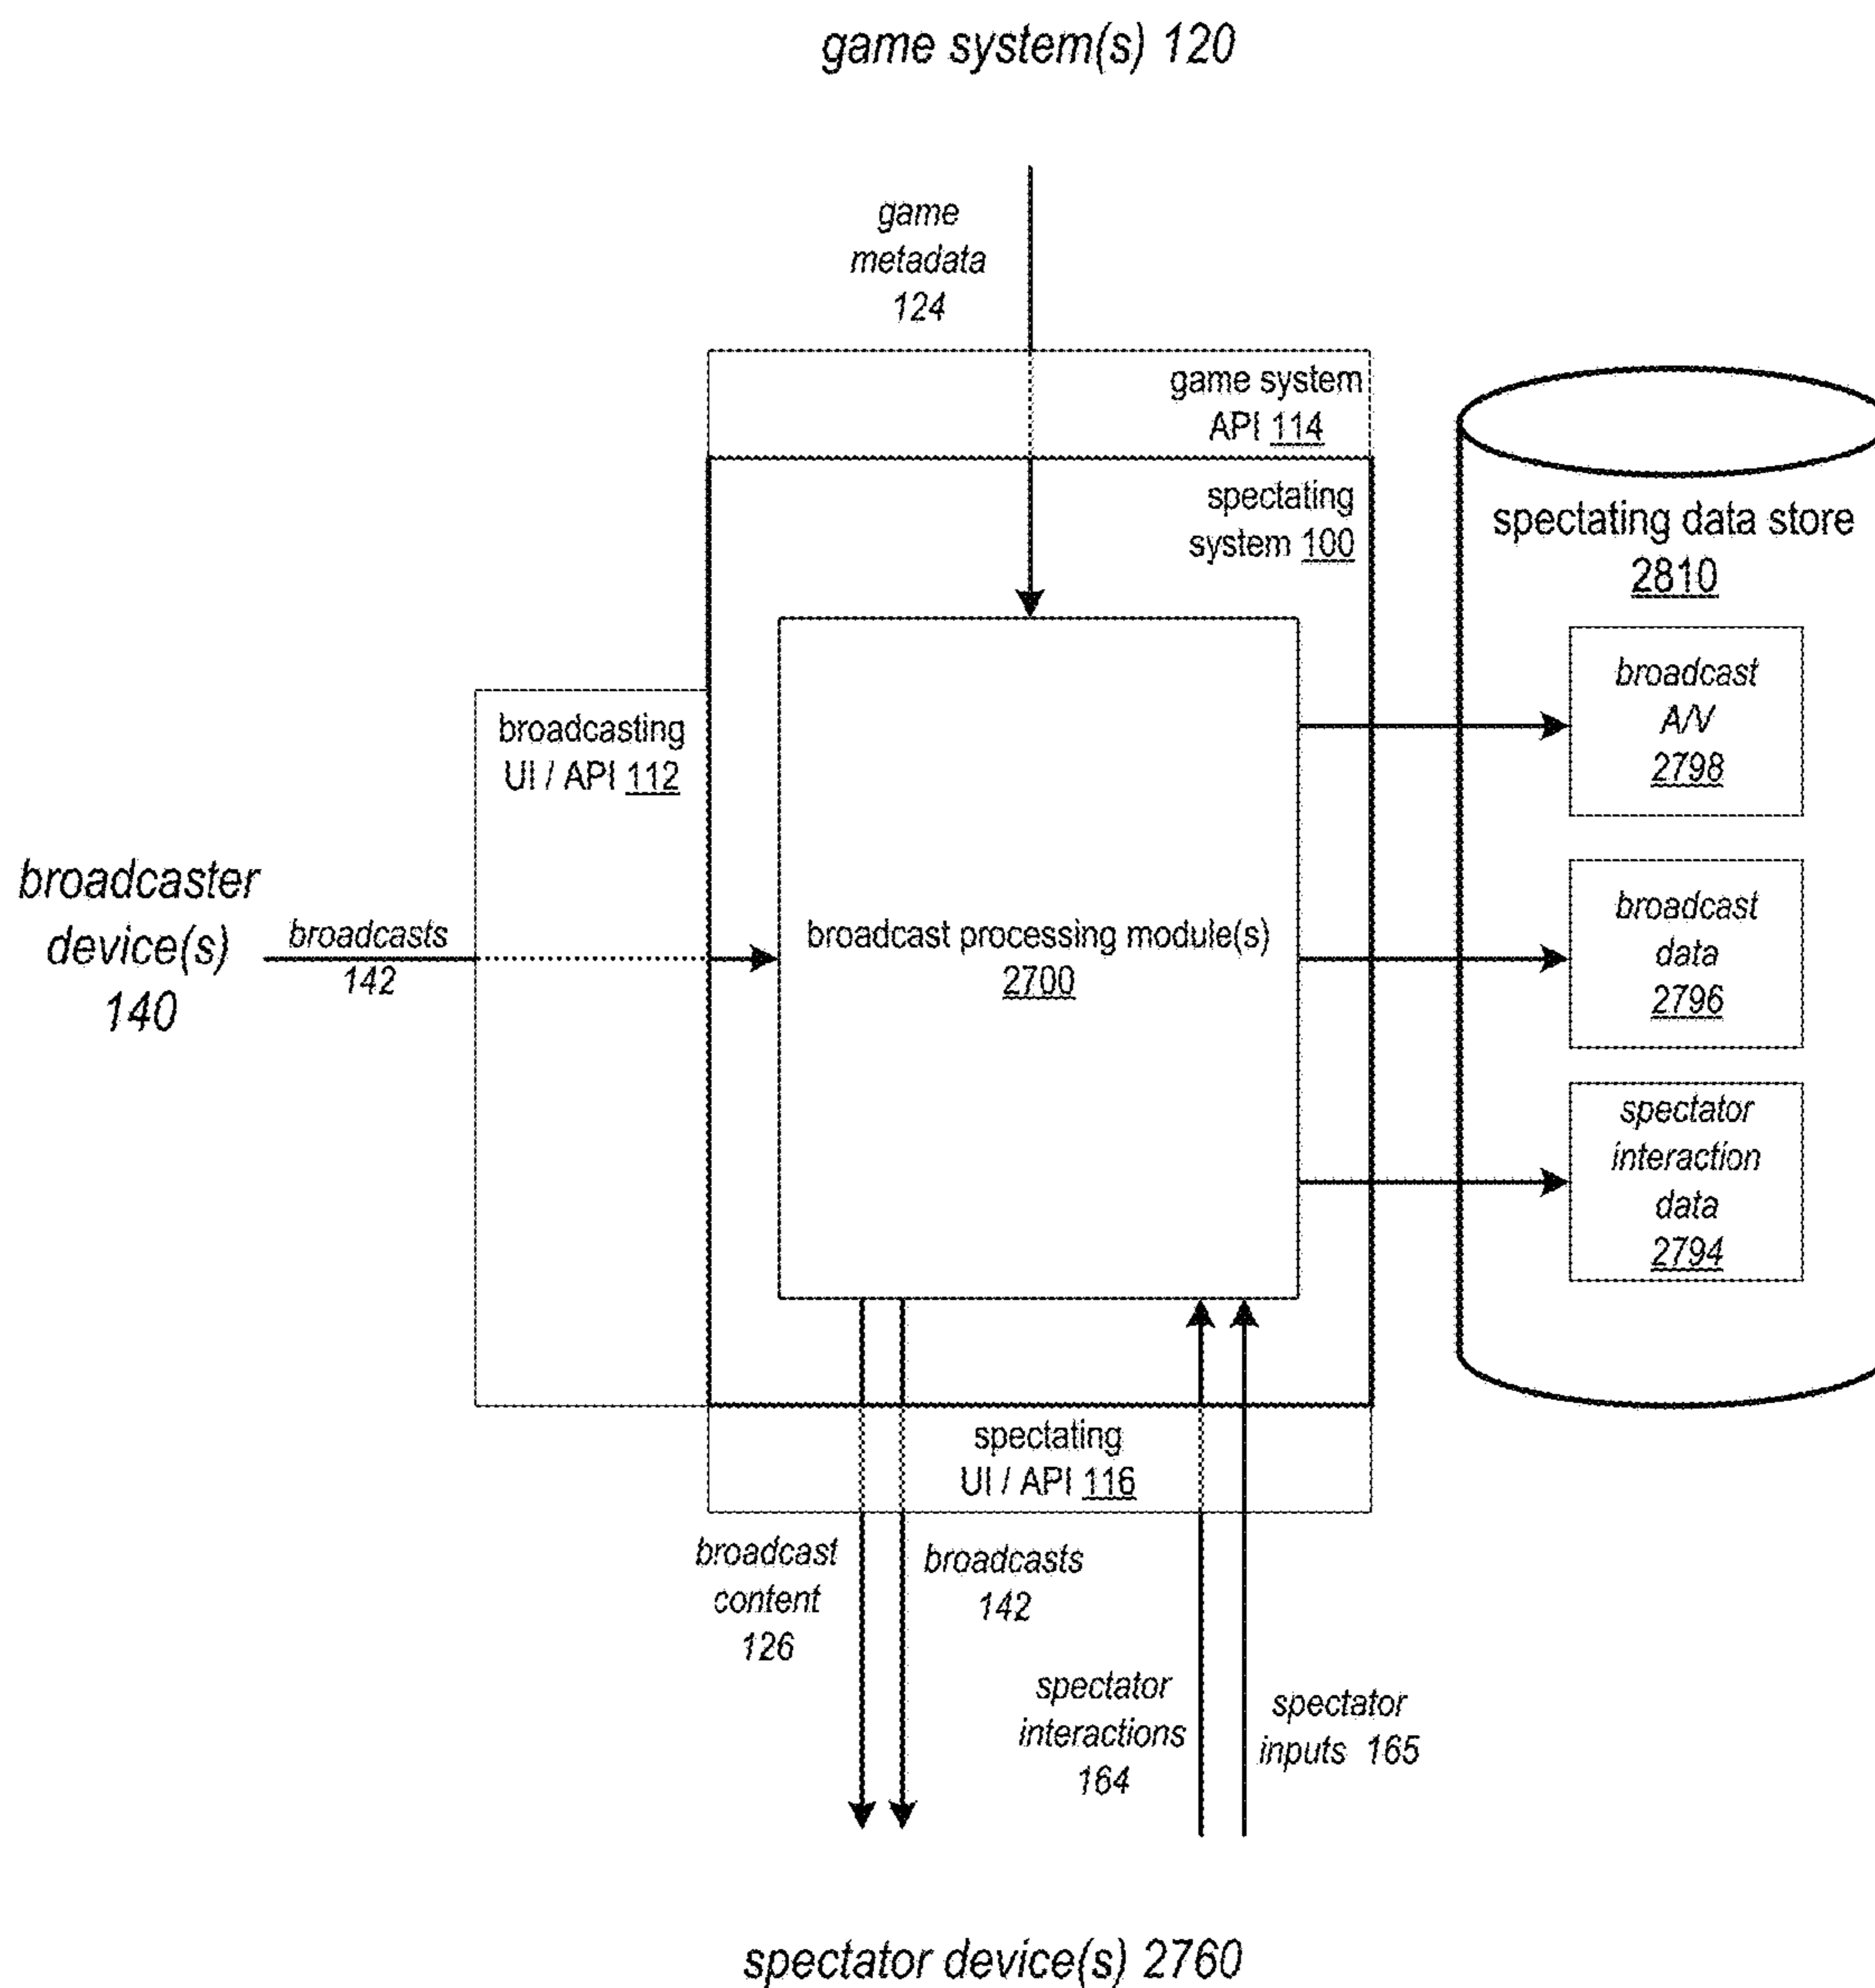 game system(s) 120
game
metadata
124
game system
API 114
spectating
system 100
spectating data store
2810
broadcast
A/V
2798
broadcasting
UI / API 112
broadcaster
device(s)
140
broadcasts
142
broadcast processing module(s)
2700
broadcast
data
2796
spectator
interaction
data
2794
spectating
UI / API 116
broadcast
content
126
broadcasts
142
spectator
interactions
164
spectator
inputs 165
spectator device(s) 2760